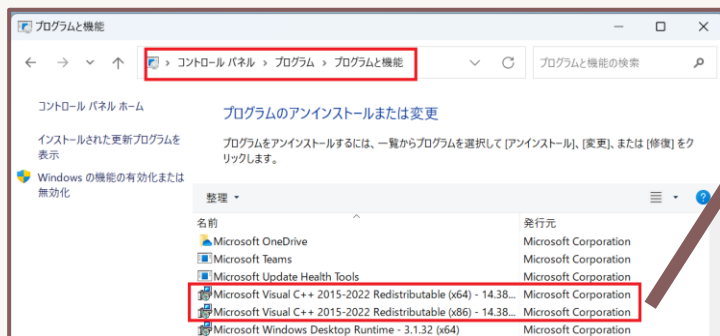 プログラムと機能
コントロール パネル › プログラム › プログラムと機能
プログラムと機能の検索
コントロール パネル ホーム
インストールされた更新プログラムを
表示
Windows の機能の有効化または
無効化
プログラムのアンインストールまたは変更
プログラムをアンインストールするには、一覧からプログラムを選択して [アンインストール]、[変更]、または [修復] をク
リックします。
整理
名前 発行元
Microsoft OneDrive Microsoft Corporation
Microsoft Teams Microsoft Corporation
Microsoft Update Health Tools Microsoft Corporation
Microsoft Visual C++ 2015-2022 Redistributable (x64) - 14.38... Microsoft Corporation
Microsoft Visual C++ 2015-2022 Redistributable (x86) - 14.38... Microsoft Corporation
Microsoft Windows Desktop Runtime - 3.1.32 (x64) Microsoft Corporation